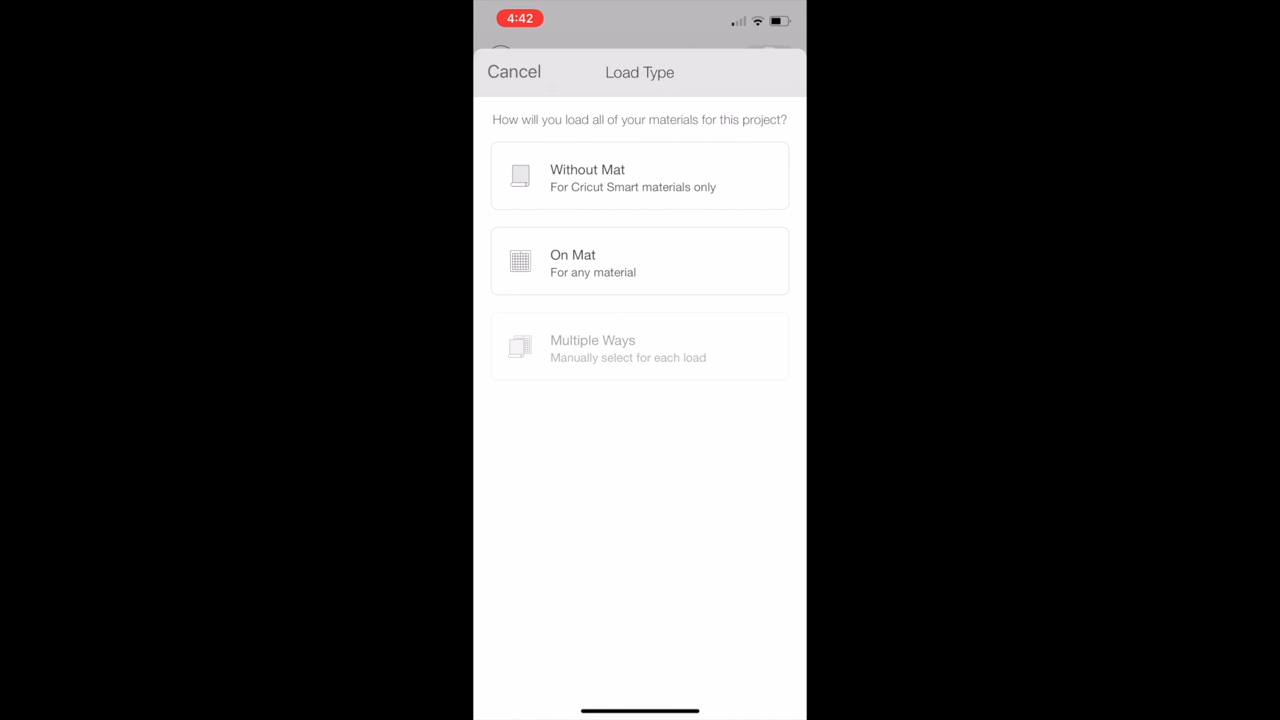 4:42
Cancel
Load Type
How will you load all of your materials for this project?
Without Mat
For Cricut Smart materials only
On Mat
For any material
Multiple Ways
Manually select for each load